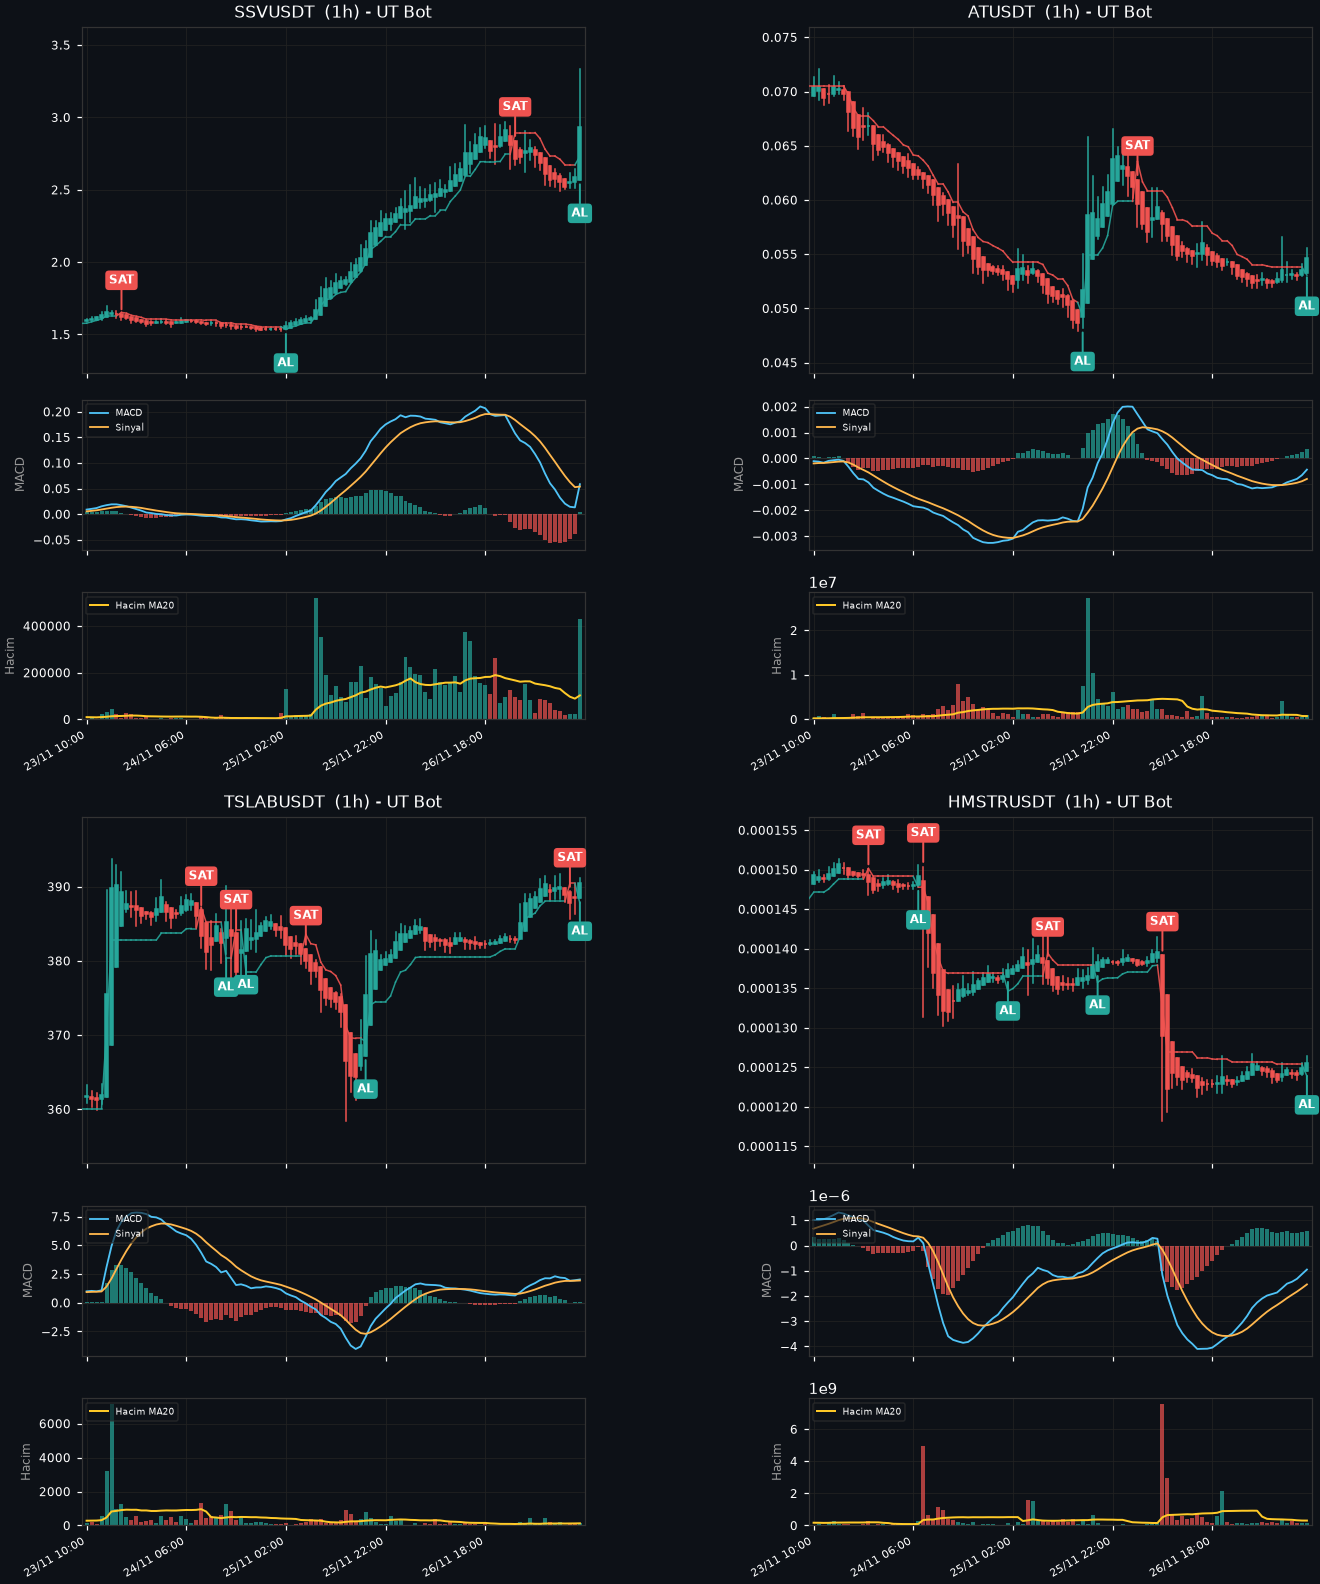 SSVUSDT  (1h) - UT Bot
3.5
3.0
2.5
2.0
1.5
SAT
AL
SAT
AL
MACD
0.20
0.15
0.10
0.05
0.00
−0.05
MACD
Sinyal
Hacim
400000
200000
0
Hacim MA20
23/11 10:00
24/11 06:00
25/11 02:00
25/11 22:00
26/11 18:00
ATUSDT  (1h) - UT Bot
0.075
0.070
0.065
0.060
0.055
0.050
0.045
AL
SAT
AL
MACD
0.002
0.001
0.000
−0.001
−0.002
−0.003
MACD
Sinyal
1e7
Hacim
2
1
0
Hacim MA20
23/11 10:00
24/11 06:00
25/11 02:00
25/11 22:00
26/11 18:00
TSLABUSDT  (1h) - UT Bot
390
380
370
360
SAT
AL
SAT
AL
SAT
AL
SAT
AL
MACD
7.5
5.0
2.5
0.0
−2.5
MACD
Sinyal
Hacim
6000
4000
2000
0
Hacim MA20
23/11 10:00
24/11 06:00
25/11 02:00
25/11 22:00
26/11 18:00
HMSTRUSDT  (1h) - UT Bot
0.000155
0.000150
0.000145
0.000140
0.000135
0.000130
0.000125
0.000120
0.000115
SAT
AL
SAT
AL
SAT
AL
SAT
AL
1e−6
MACD
1
0
−1
−2
−3
−4
MACD
Sinyal
1e9
Hacim
6
4
2
0
Hacim MA20
23/11 10:00
24/11 06:00
25/11 02:00
25/11 22:00
26/11 18:00